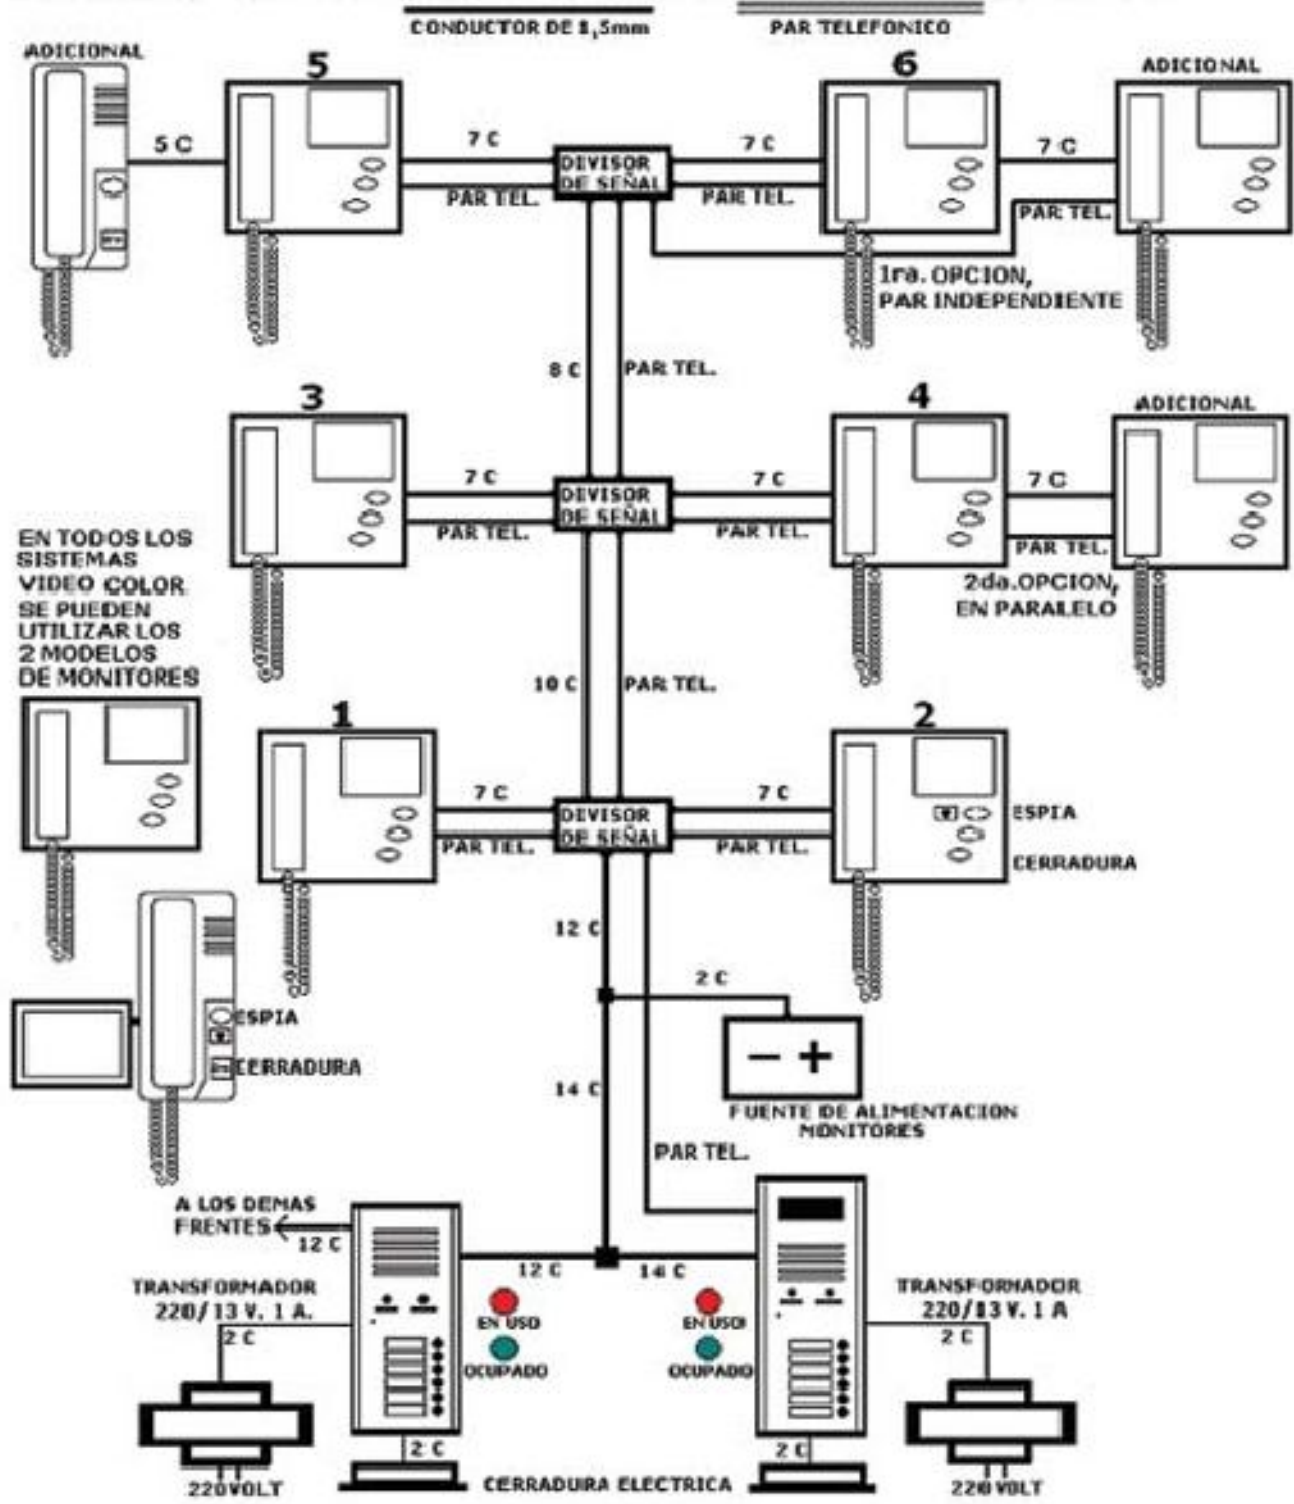 CONDUCTOR DE 1,5mm
PAR TELEFONICO
ADICIONAL
5
6
ADICIONAL
5 C
7 C
DIVISOR
DE SEÑAL
7 C
7 C
PAR TEL.
PAR TEL.
PAR TEL.
1ra. OPCION,
PAR INDEPENDIENTE
8 C
PAR TEL.
3
4
ADICIONAL
7 C
DIVISOR
DE SEÑAL
7 C
7 C
PAR TEL.
PAR TEL.
PAR TEL.
2da.OPCION,
EN PARALELO
EN TODOS LOS
SISTEMAS
VIDEO COLOR
SE PUEDEN
UTILIZAR LOS
2 MODELOS
DE MONITORES
10 C
PAR TEL.
1
2
7 C
DIVISOR
DE SEÑAL
7 C
PAR TEL.
PAR TEL.
ESPIA
CERRADURA
12 C
2 C
- +
FUENTE DE ALIMENTACION
MONITORES
ESPIA
CERRADURA
14 C
PAR TEL.
A LOS DEMAS
FRENTES
12 C
12 C
14 C
TRANSFORMADOR
220/13 V. 1 A.
2 C
EN USO
OCUPADO
EN USO
OCUPADO
TRANSFORMADOR
220/13 V. 1 A
2 C
2 C
2 C
220 VOLT
CERRADURA ELECTRICA
220 VOLT